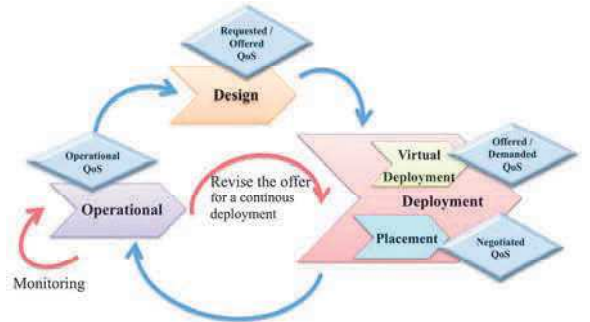 Requested /
Offered
QoS
Design
Operational
QoS
Operational
Monitoring
Revise the offer
for a continous
deployment
Virtual
Deployment
Offered /
Demanded
QoS
Deployment
Placement
Negotiated
QoS